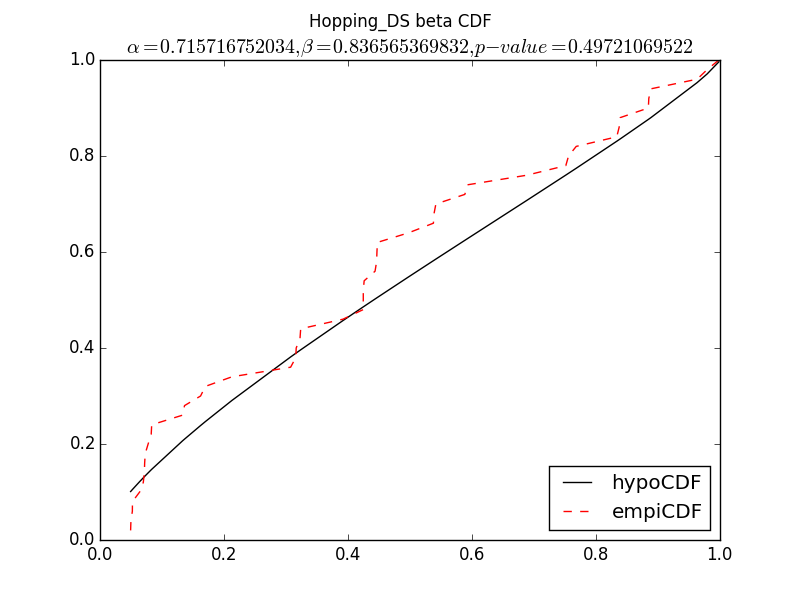 Hopping_DS beta CDF
α=0.715716752034,β=0.836565369832,p−value=0.49721069522
1.0
0.8
0.6
0.4
0.2
0.0
hypoCDF
empiCDF
0.0 0.2 0.4 0.6 0.8 1.0